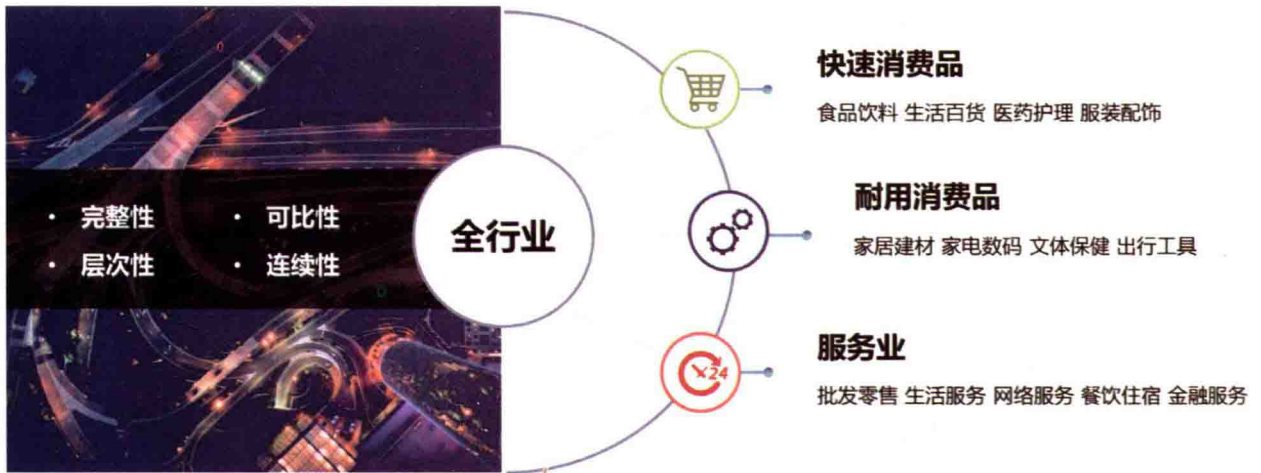 • 完整性 • 可比性
• 层次性 • 连续性
全行业
快速消费品
食品饮料 生活百货 医药护理 服装配饰
耐用消费品
家居建材 家电数码 文体保健 出行工具
24
服务业
批发零售 生活服务 网络服务 餐饮住宿 金融服务